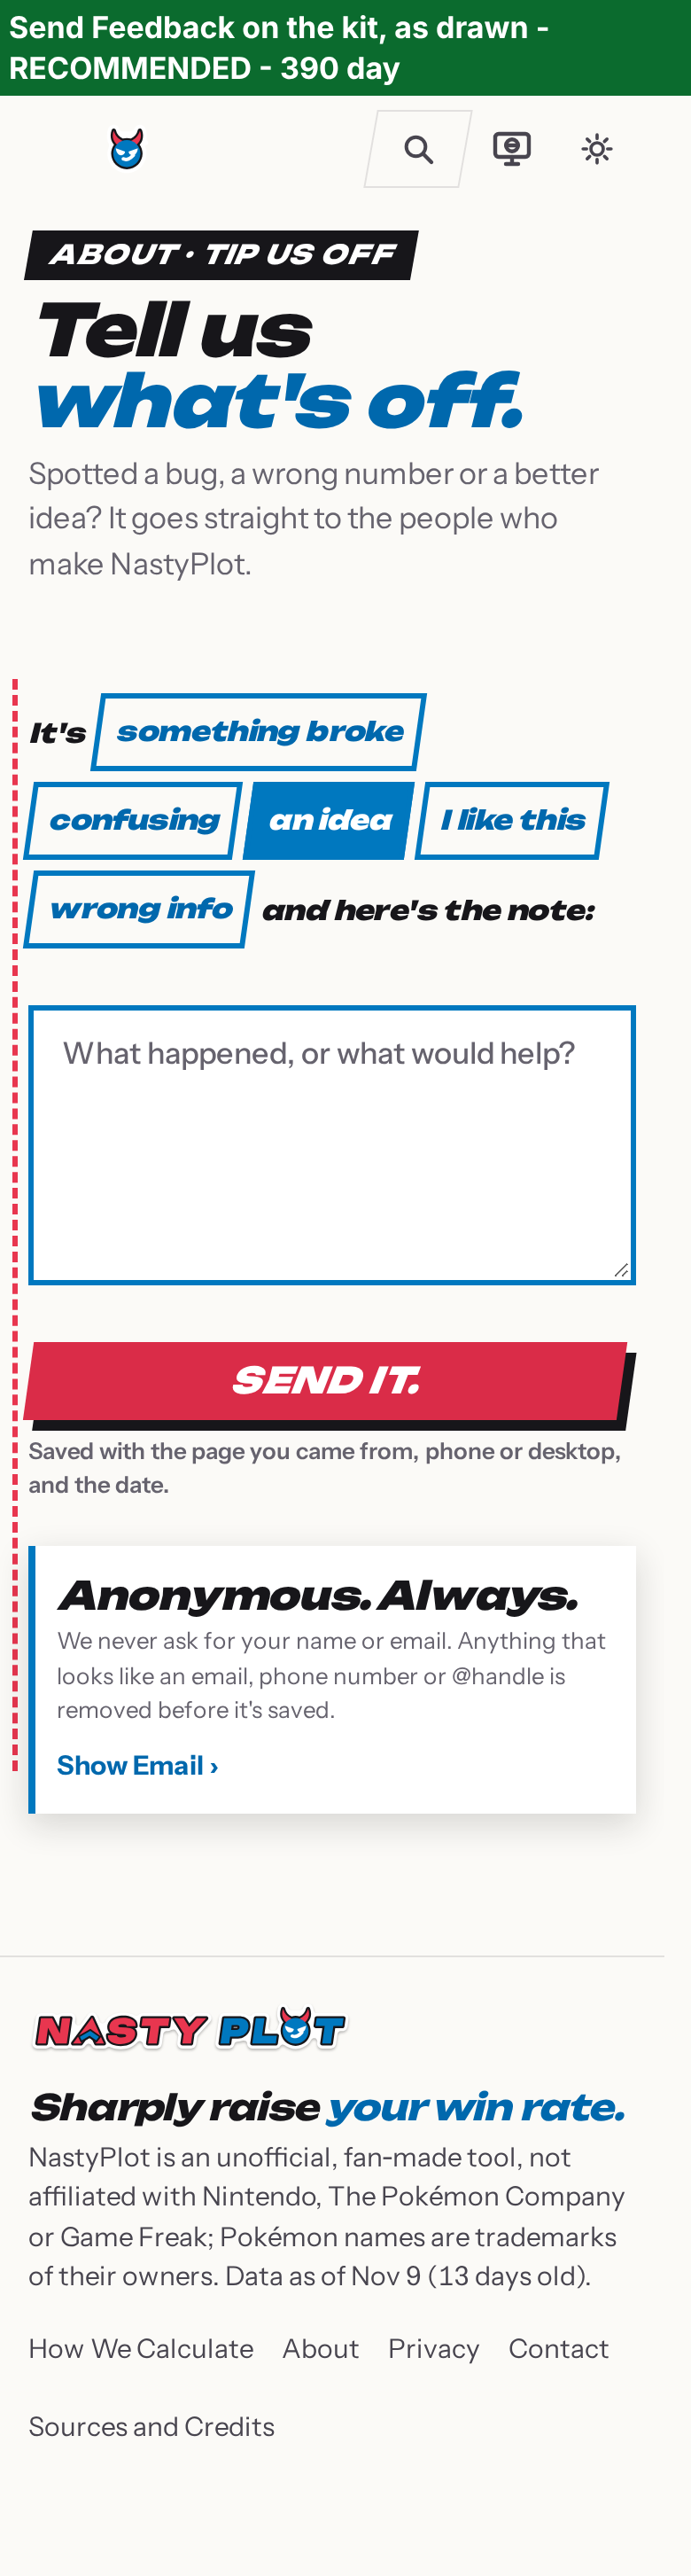 Send Feedback on the kit, as drawn -
RECOMMENDED - 390 day
ABOUT · TIP US OFF
Tell us
what's off.
Spotted a bug, a wrong number or a better
idea? It goes straight to the people who
make NastyPlot.
It's something broke
confusing an idea I like this
wrong info and here's the note:
What happened, or what would help?
SEND IT.
Saved with the page you came from, phone or desktop,
and the date.
Anonymous. Always.
We never ask for your name or email. Anything that
looks like an email, phone number or @handle is
removed before it's saved.
Show Email ›
NASTY PLOT
Sharply raise your win rate.
NastyPlot is an unofficial, fan-made tool, not
affiliated with Nintendo, The Pokémon Company
or Game Freak; Pokémon names are trademarks
of their owners. Data as of Nov 9 (13 days old).
How We Calculate About Privacy Contact
Sources and Credits